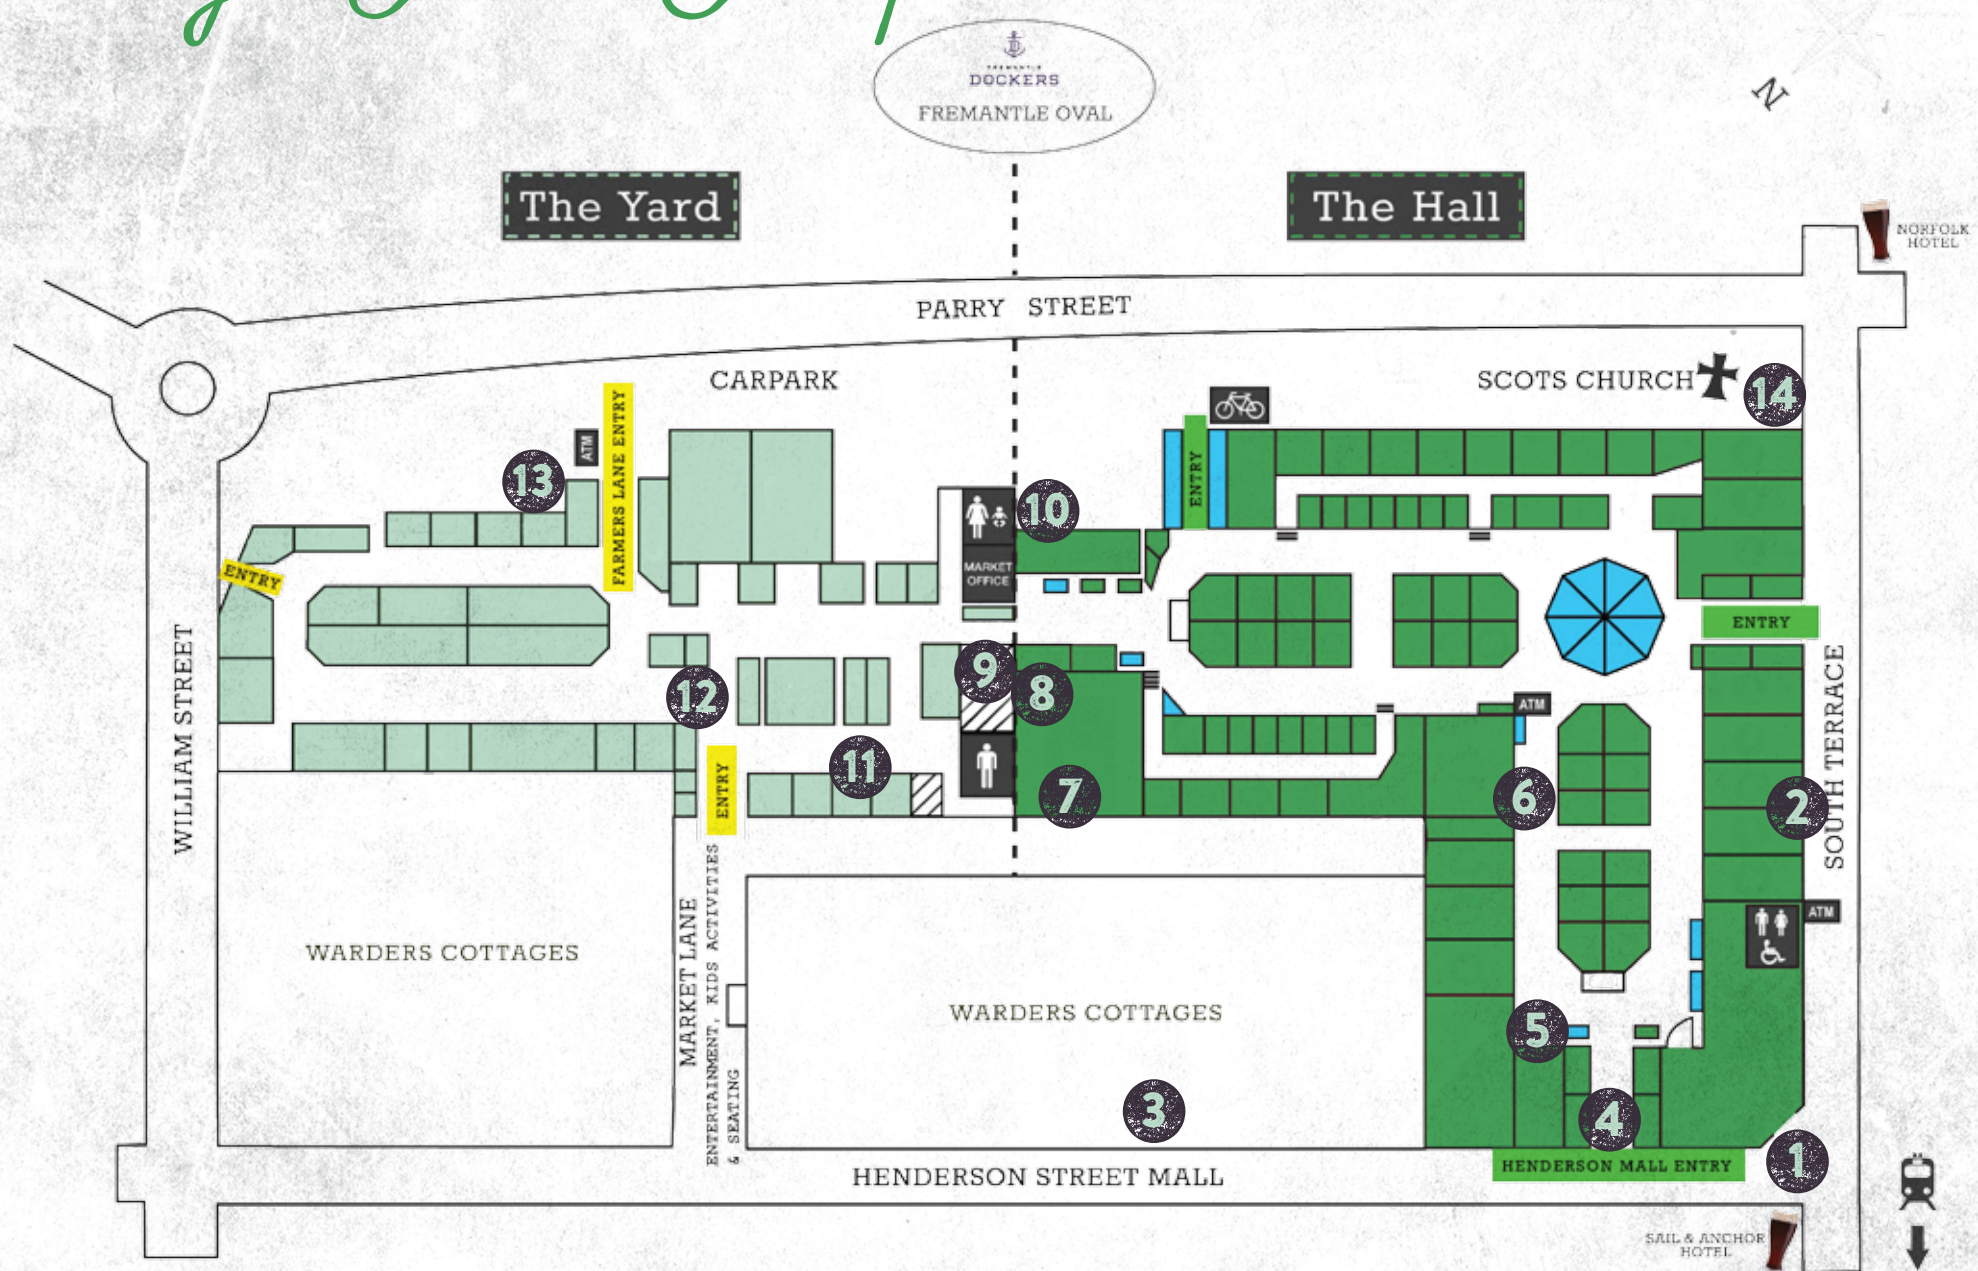 FREMANTLE
DOCKERS
FREMANTLE OVAL
N
The Yard
The Hall
NORFOLK
HOTEL
PARRY STREET
CARPARK
SCOTS CHURCH
14
ATM
FARMERS LANE ENTRY
ENTRY
13
10
MARKET
OFFICE
ENTRY
ENTRY
WILLIAM STREET
9
8
12
ATM
SOUTH TERRACE
11
7
6
2
ENTRY
ATM
WARDERS COTTAGES
MARKET LANE
ENTERTAINMENT, KIDS ACTIVITIES
& SEATING
WARDERS COTTAGES
5
3
4
1
HENDERSON MALL ENTRY
HENDERSON STREET MALL
SAIL & ANCHOR
HOTEL